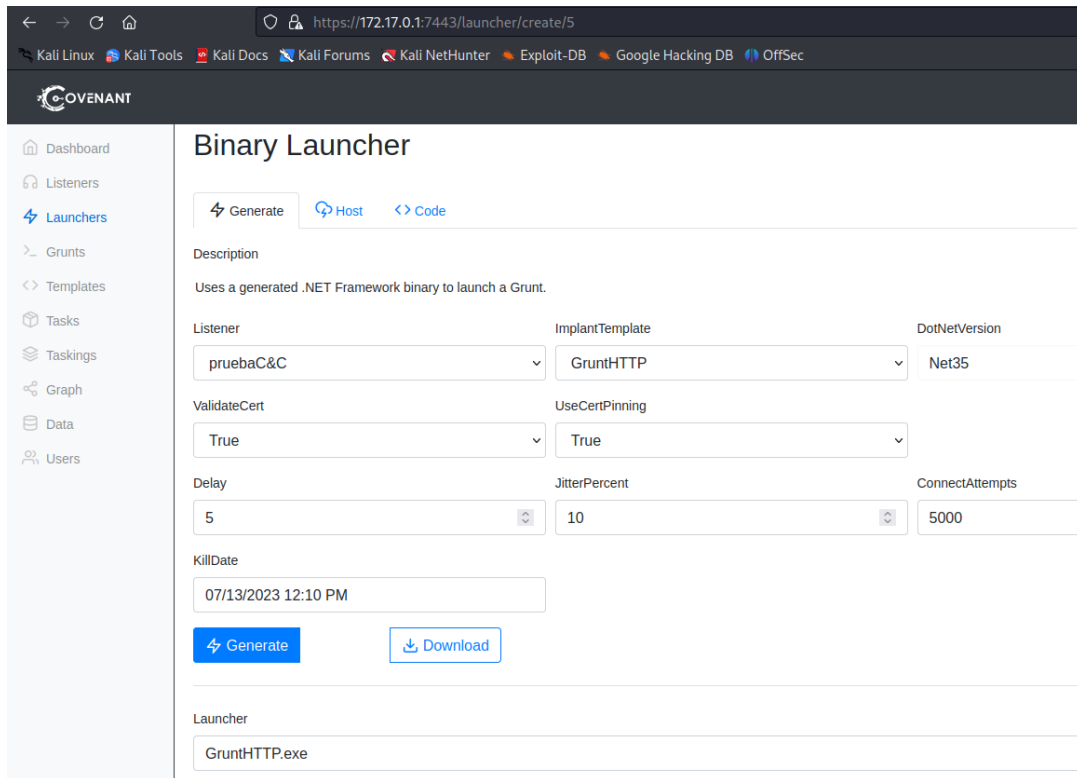 https://172.17.0.1:7443/launcher/create/5
Kali Linux Kali Tools Kali Docs Kali Forums Kali NetHunter Exploit-DB Google Hacking DB OffSec
COVENANT
Dashboard
Listeners
Launchers
Grunts
Templates
Tasks
Taskings
Graph
Data
Users
Binary Launcher
Generate Host Code
Description
Uses a generated .NET Framework binary to launch a Grunt.
Listener ImplantTemplate DotNetVersion
pruebaC&C GruntHTTP Net35
ValidateCert UseCertPinning
True True
Delay JitterPercent ConnectAttempts
5 10 5000
KillDate
07/13/2023 12:10 PM
Generate Download
Launcher
GruntHTTP.exe